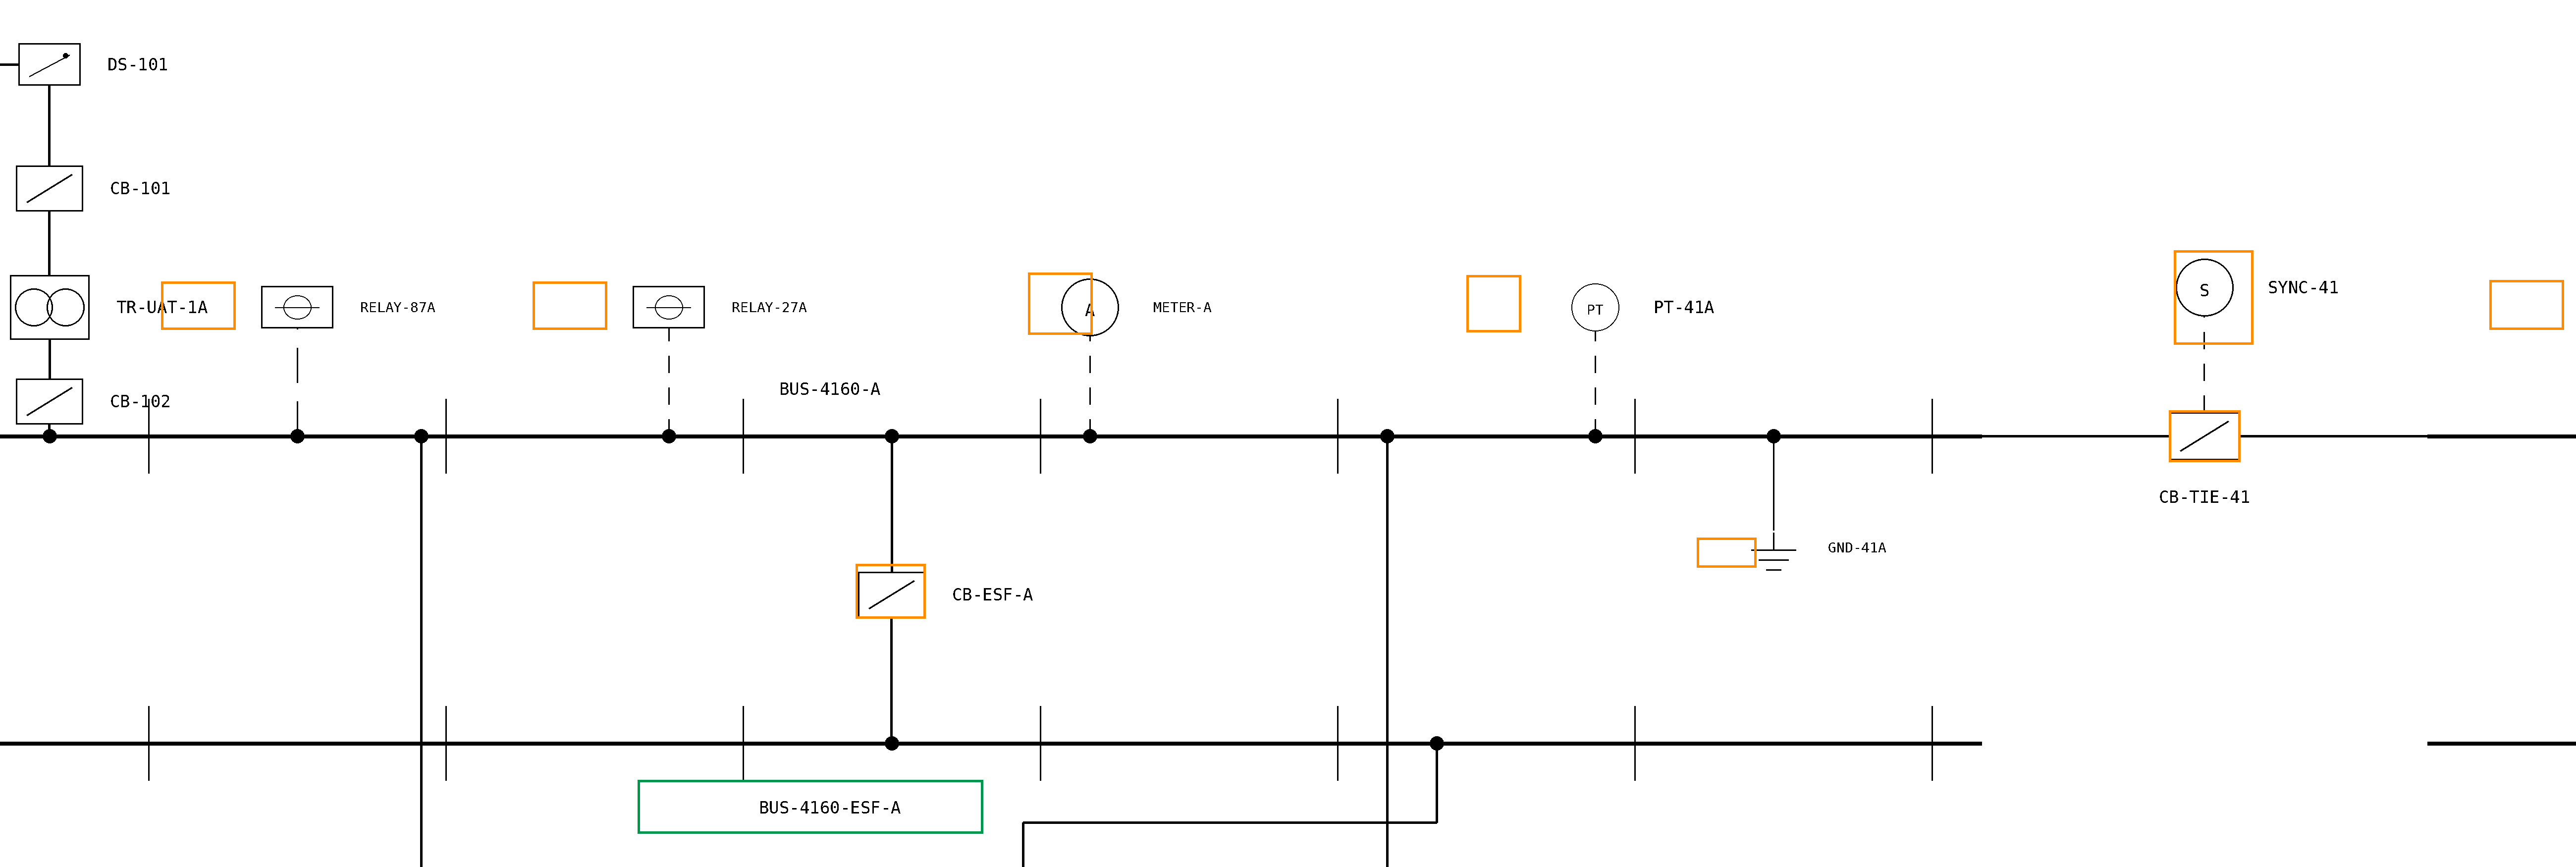 DS-101
CB-101
TR-UAT-1A
RELAY-87A
RELAY-27A
A
METER-A
PT
PT-41A
S
SYNC-41
CB-102
BUS-4160-A
CB-TIE-41
GND-41A
CB-ESF-A
BUS-4160-ESF-A